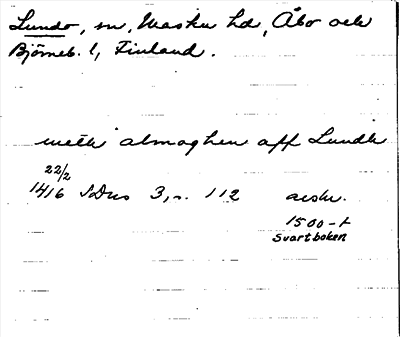 Lundo, sn, Masku hd, Åbo och
Björneb. l, Finland.
meth almoghen aff Lundh
22/2
1416 SDns 3, s. 112 avskr.
1500-t
Svartboken